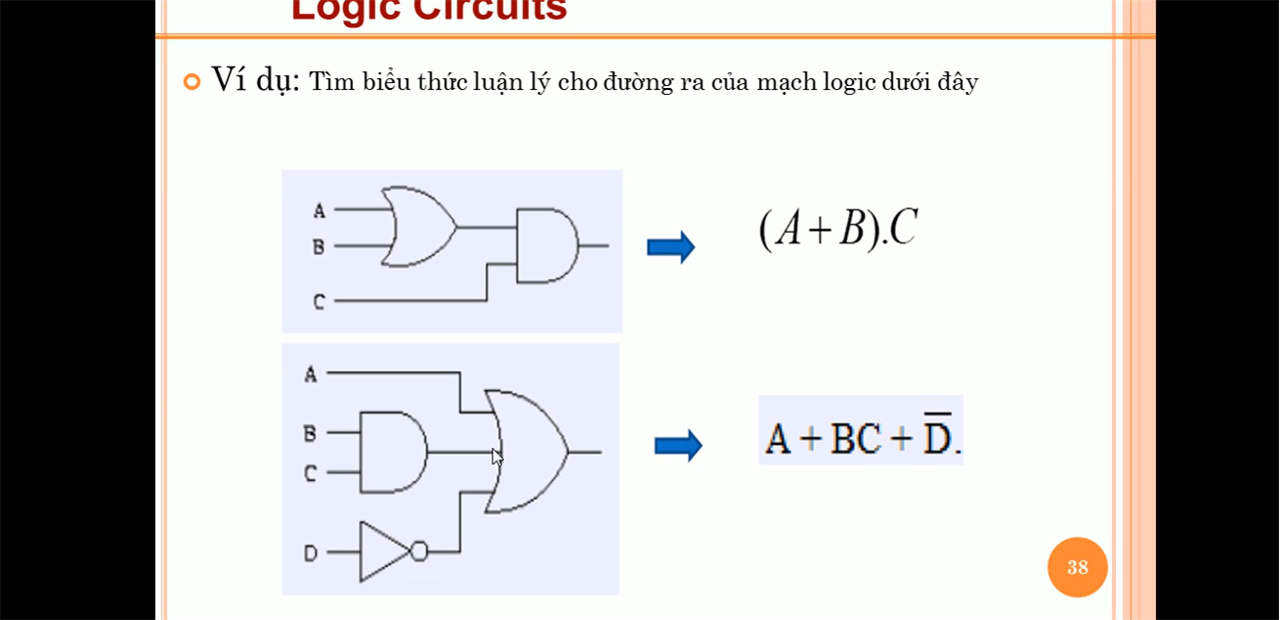 Logic Circuits
Ví dụ: Tìm biểu thức luận lý cho đường ra của mạch logic dưới đây
A
B
C
(A+B).C
A
B
C
D
A + BC + D̅.
38